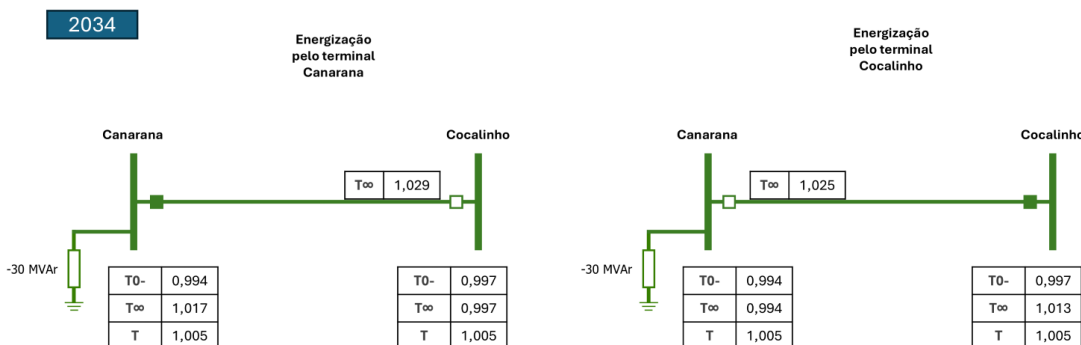 2034
Energização
pelo terminal
Canarana
Canarana
Cocalinho
T∞ 1,029
-30 MVAr
T0- 0,994
T∞ 1,017
T 1,005
T0- 0,997
T∞ 0,997
T 1,005
Energização
pelo terminal
Cocalinho
Canarana
Cocalinho
T∞ 1,025
-30 MVAr
T0- 0,994
T∞ 0,994
T 1,005
T0- 0,997
T∞ 1,013
T 1,005